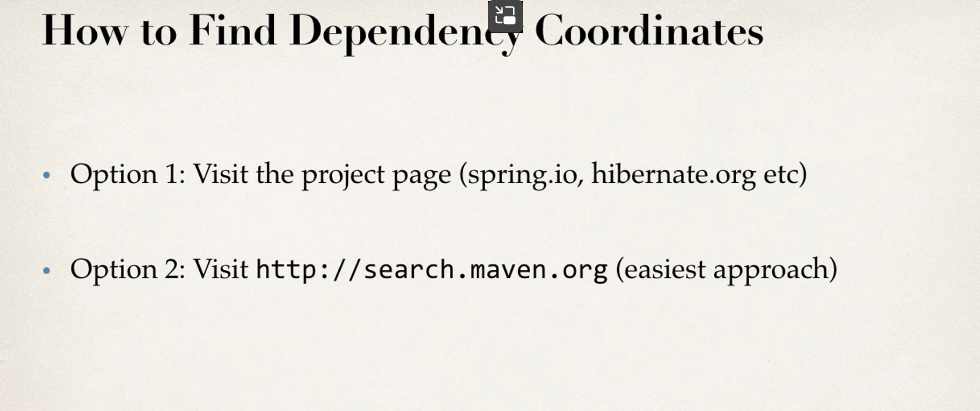 How to Find Dependency Coordinates
• Option 1: Visit the project page (spring.io, hibernate.org etc)
• Option 2: Visit http://search.maven.org (easiest approach)